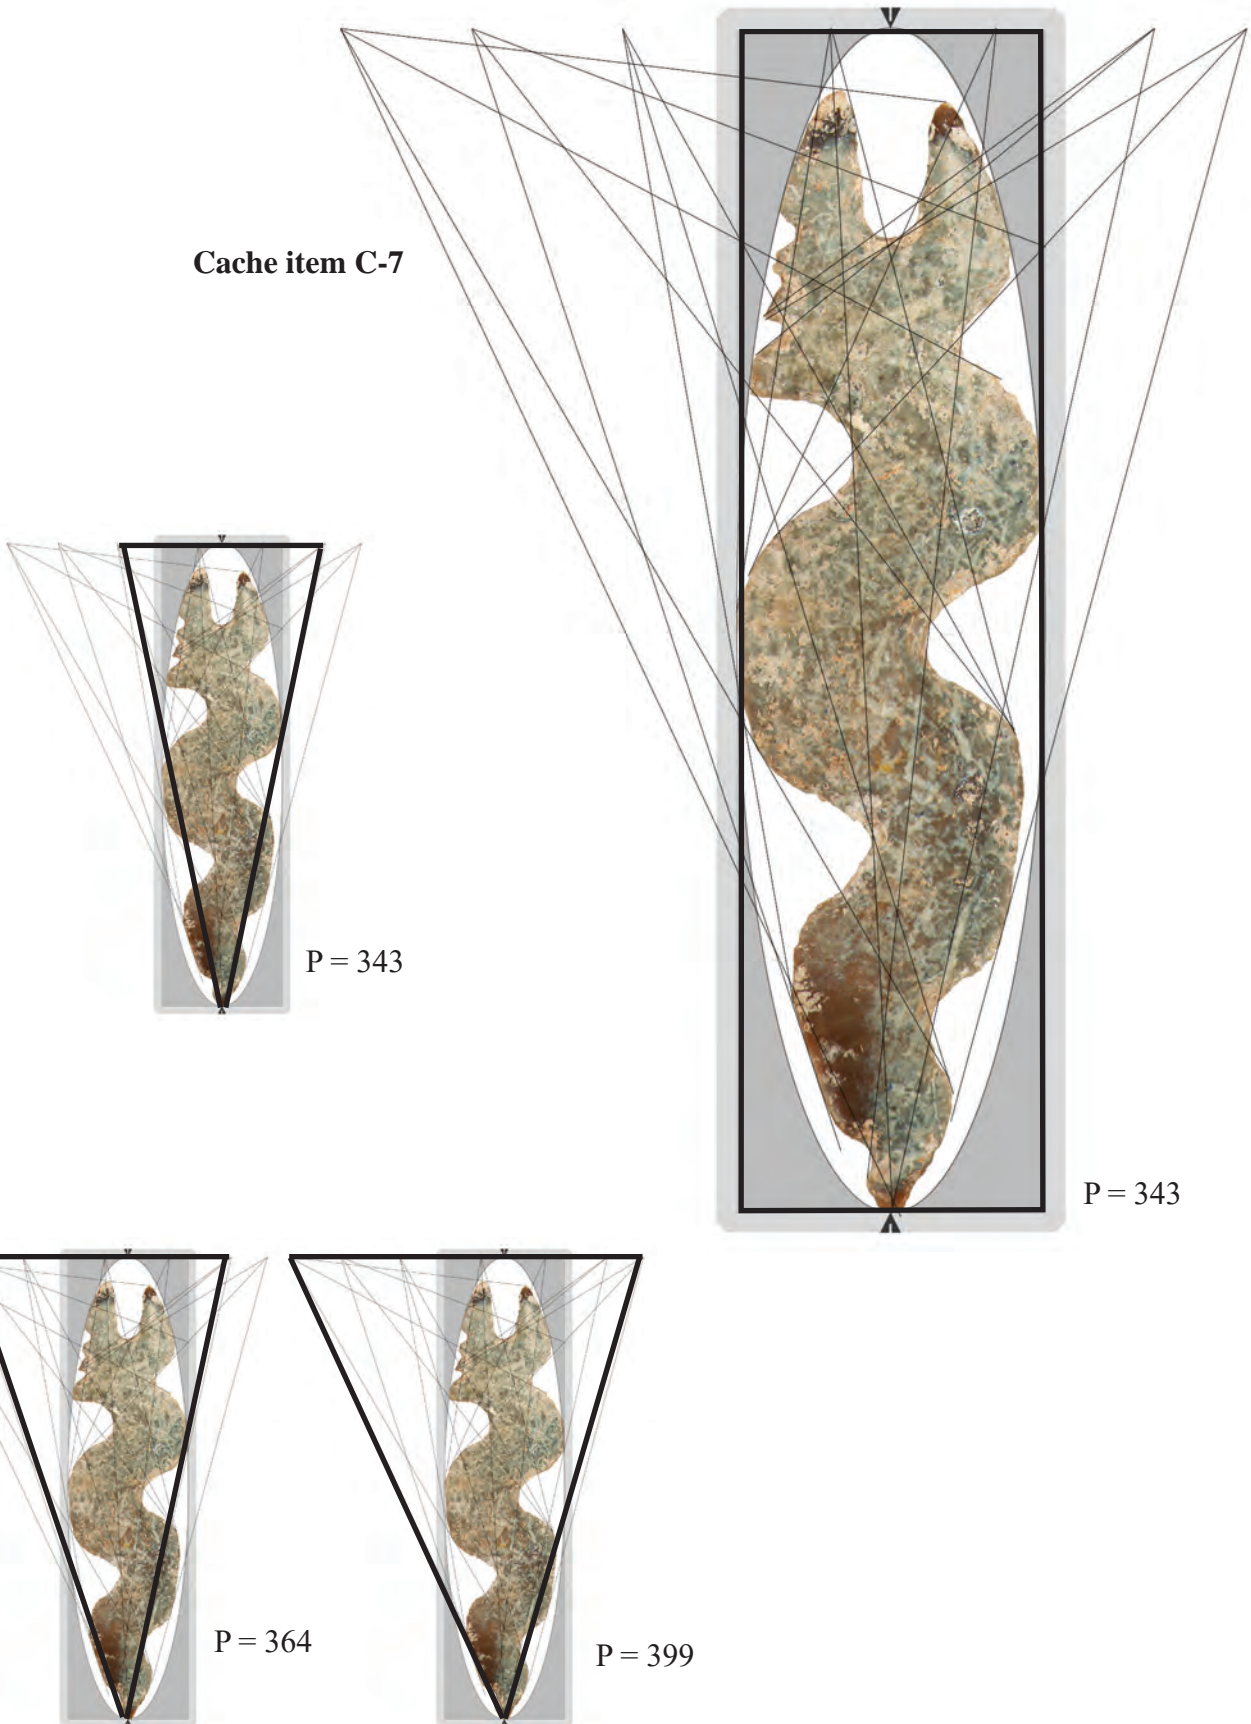 Cache item C-7
P = 343
P = 343
P = 364
P = 399